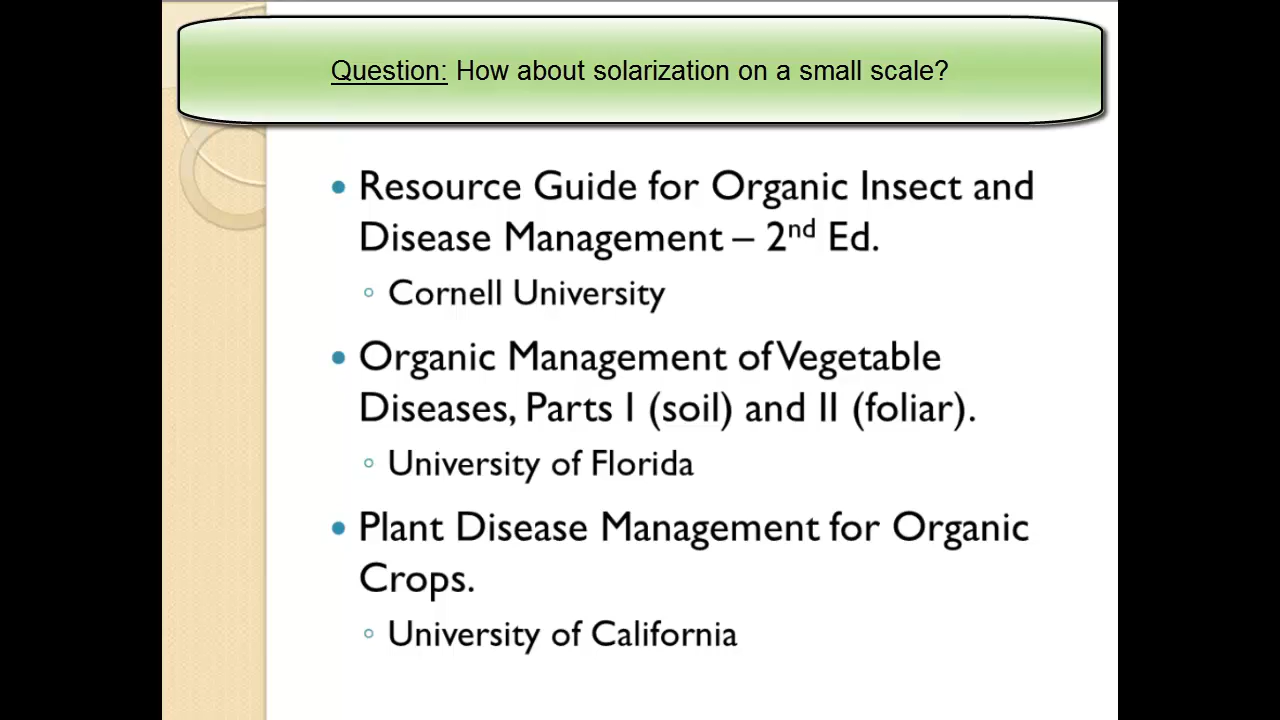 Question: How about solarization on a small scale?
• Resource Guide for Organic Insect and
Disease Management – 2nd Ed.
◦ Cornell University
• Organic Management of Vegetable
Diseases, Parts I (soil) and II (foliar).
◦ University of Florida
• Plant Disease Management for Organic
Crops.
◦ University of California